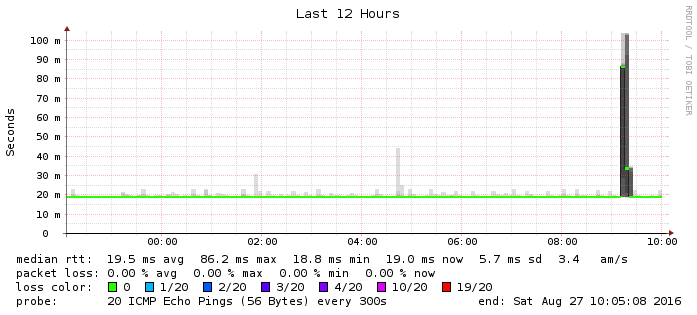 Last 12 Hours
RRDTOOL / TOBI OETIKER
Seconds
100 m
90 m
80 m
70 m
60 m
50 m
40 m
30 m
20 m
10 m
0
00:00 02:00 04:00 06:00 08:00 10:00
median rtt: 19.5 ms avg 86.2 ms max 18.8 ms min 19.0 ms now 5.7 ms sd 3.4 am/s
packet loss: 0.00 % avg 0.00 % max 0.00 % min 0.00 % now
loss color: 0 1/20 2/20 3/20 4/20 10/20 19/20
probe: 20 ICMP Echo Pings (56 Bytes) every 300s end: Sat Aug 27 10:05:08 2016